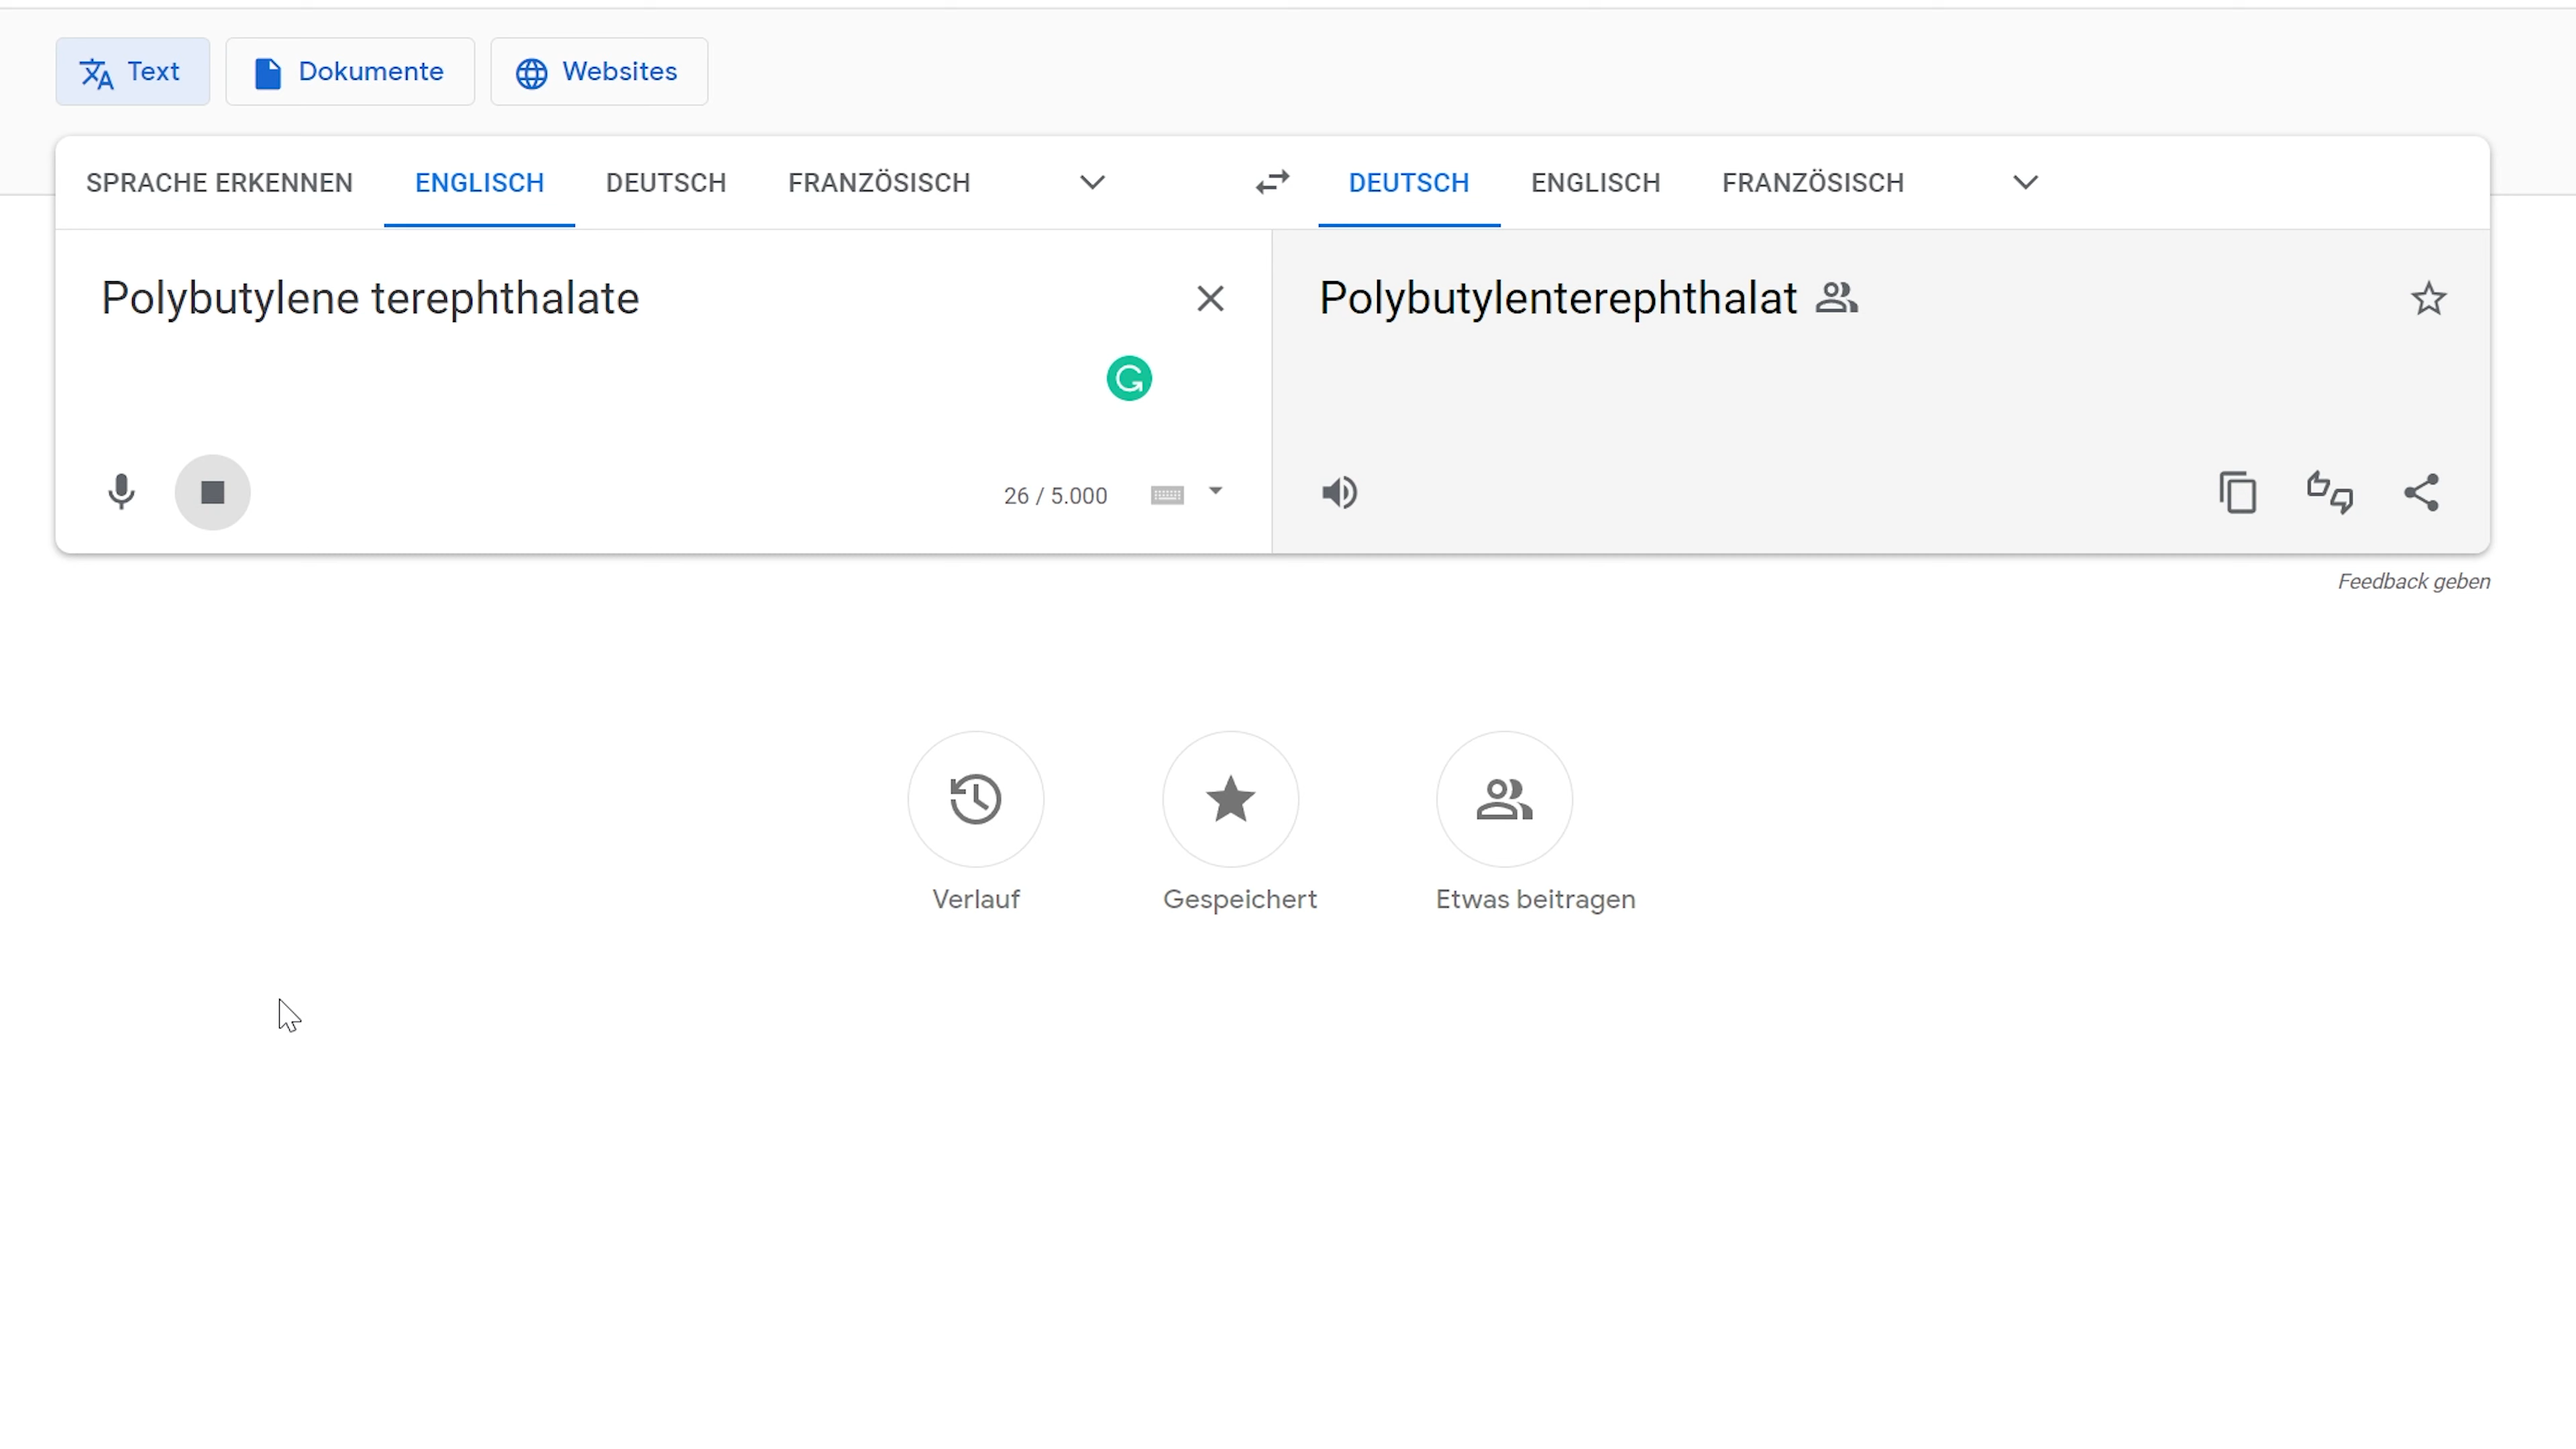 Text Dokumente Websites
SPRACHE ERKENNEN ENGLISCH DEUTSCH FRANZÖSISCH DEUTSCH ENGLISCH FRANZÖSISCH
Polybutylene terephthalate
Polybutylenterephthalat
26 / 5.000
Feedback geben
Verlauf Gespeichert Etwas beitragen